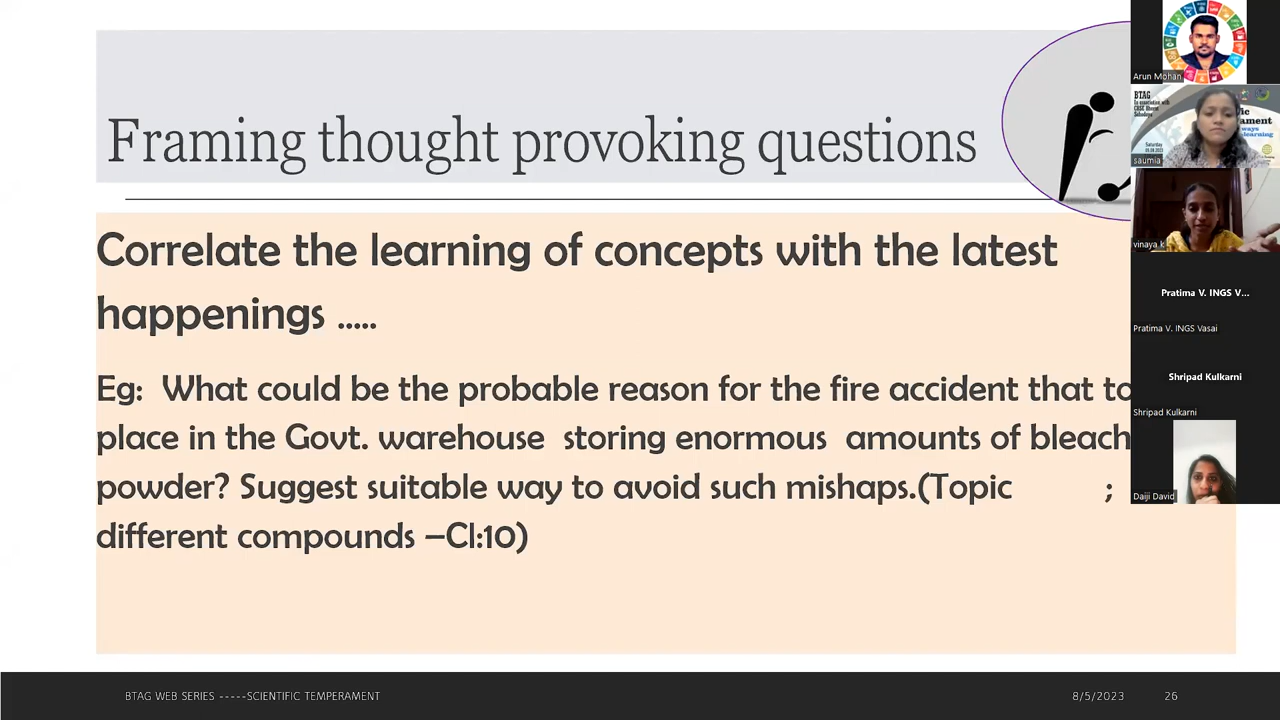 Framing thought provoking questions
Correlate the learning of concepts with the latest
happenings .....
Eg: What could be the probable reason for the fire accident that to
place in the Govt. warehouse storing enormous amounts of bleach
powder? Suggest suitable way to avoid such mishaps.(Topic ;
different compounds –Cl:10)
BTAG WEB SERIES -----SCIENTIFIC TEMPERAMENT
8/5/2023
26
Arun Mohan
BTAG
saumia
vinaya k
Pratima V. INGS V...
Pratima V. INGS Vasai
Shripad Kulkarni
Shripad Kulkarni
Daiji David